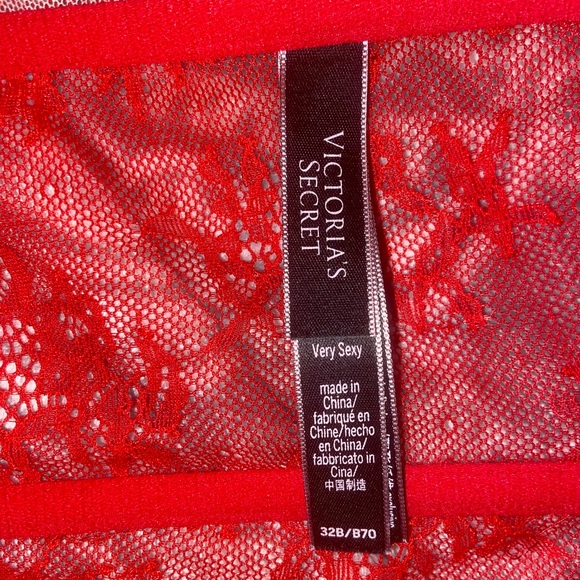 VICTORIA'S
SECRET
Very Sexy
made in
China/
fabriqué en
Chine/hecho
en China/
fabbricato in
Cina/
中国制造
32B/B70